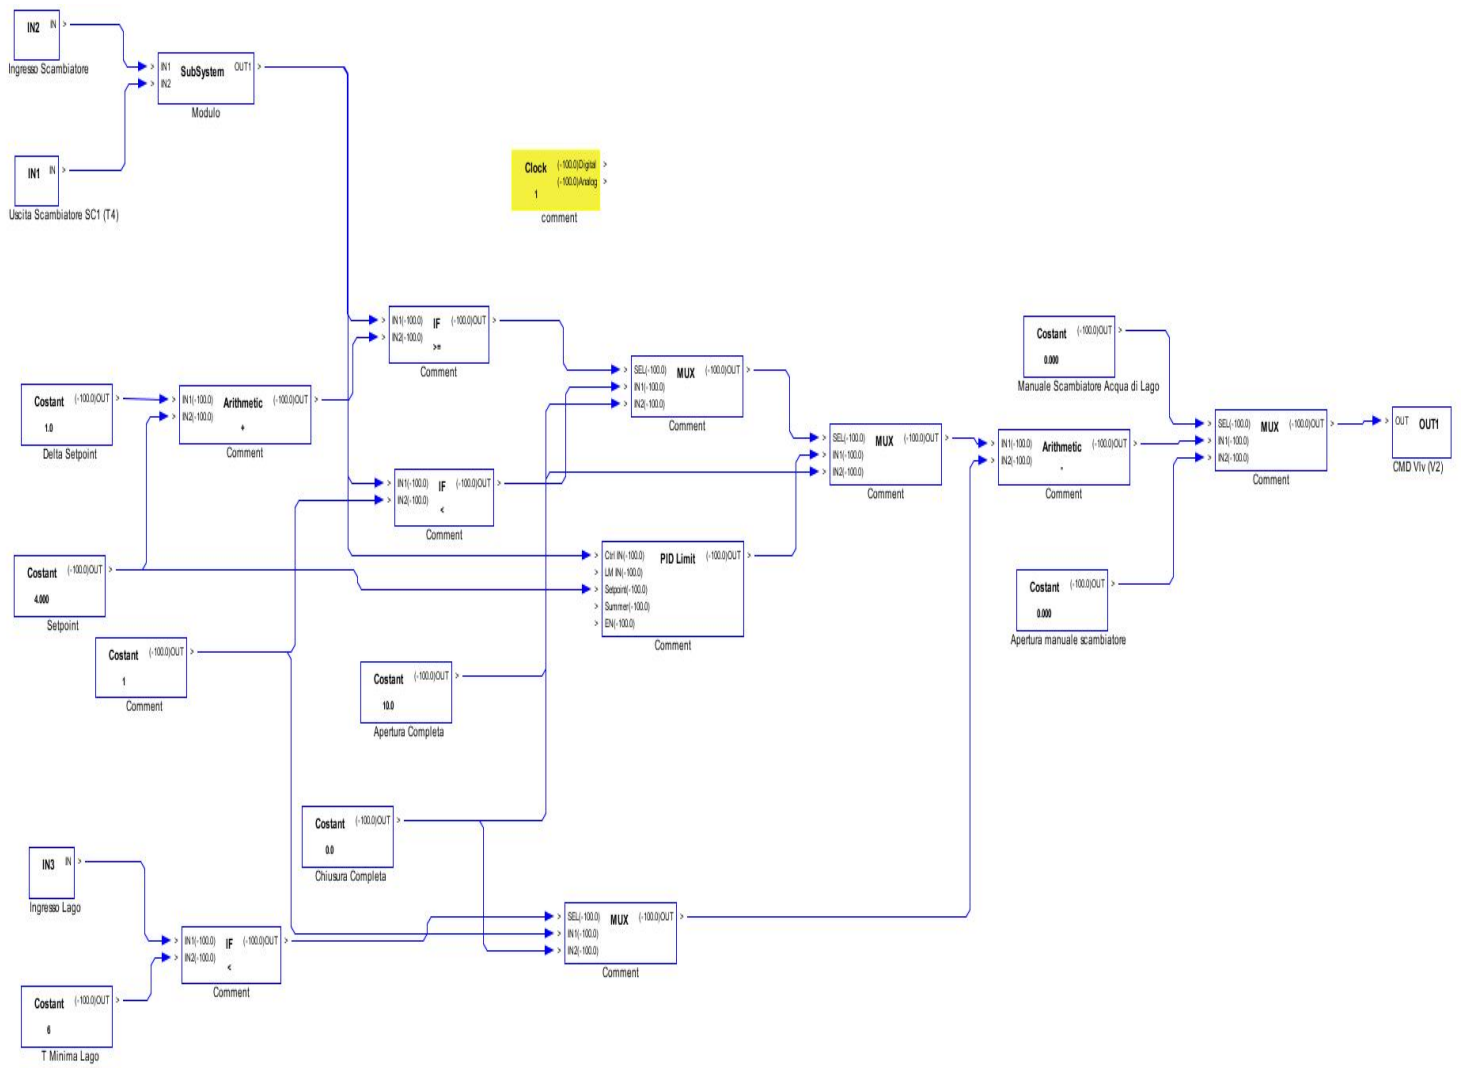 IN2 IN >
Ingresso Scambiatore
> IN1 SubSystem OUT1 >
> IN2
Modulo
IN1 IN >
Uscita Scambiatore SC1 (T4)
Clock (-100.0)Digital >
(-100.0)Analog >
1
comment
> IN1(-100.0) IF (-100.0)OUT >
> IN2(-100.0)
>=
Comment
Costant (-100.0)OUT >
0.000
Manuale Scambiatore Acqua di Lago
> SEL(-100.0) MUX (-100.0)OUT >
> IN1(-100.0)
> IN2(-100.0)
Comment
Costant (-100.0)OUT >
1.0
Delta Setpoint
> IN1(-100.0) Arithmetic (-100.0)OUT >
> IN2(-100.0)
+
Comment
> SEL(-100.0) MUX (-100.0)OUT >
> IN1(-100.0)
> IN2(-100.0)
Comment
> IN1(-100.0) Arithmetic (-100.0)OUT >
> IN2(-100.0)
Comment
> SEL(-100.0) MUX (-100.0)OUT >
> IN1(-100.0)
> IN2(-100.0)
Comment
> OUT OUT1
CMD Vlv (V2)
> IN1(-100.0) IF (-100.0)OUT >
> IN2(-100.0)
<
Comment
Costant (-100.0)OUT >
4.000
Setpoint
> Ctrl IN(-100.0) PID Limit (-100.0)OUT >
> LM IN(-100.0)
> Setpoint(-100.0)
> Summer(-100.0)
> EN(-100.0)
Comment
Costant (-100.0)OUT >
0.000
Apertura manuale scambiatore
Costant (-100.0)OUT >
1
Comment
Costant (-100.0)OUT >
10.0
Apertura Completa
Costant (-100.0)OUT >
0.0
Chiusura Completa
IN3 IN >
Ingresso Lago
> IN1(-100.0) IF (-100.0)OUT >
> IN2(-100.0)
<
Comment
> SEL(-100.0) MUX (-100.0)OUT >
> IN1(-100.0)
> IN2(-100.0)
Comment
Costant (-100.0)OUT >
6
T Minima Lago